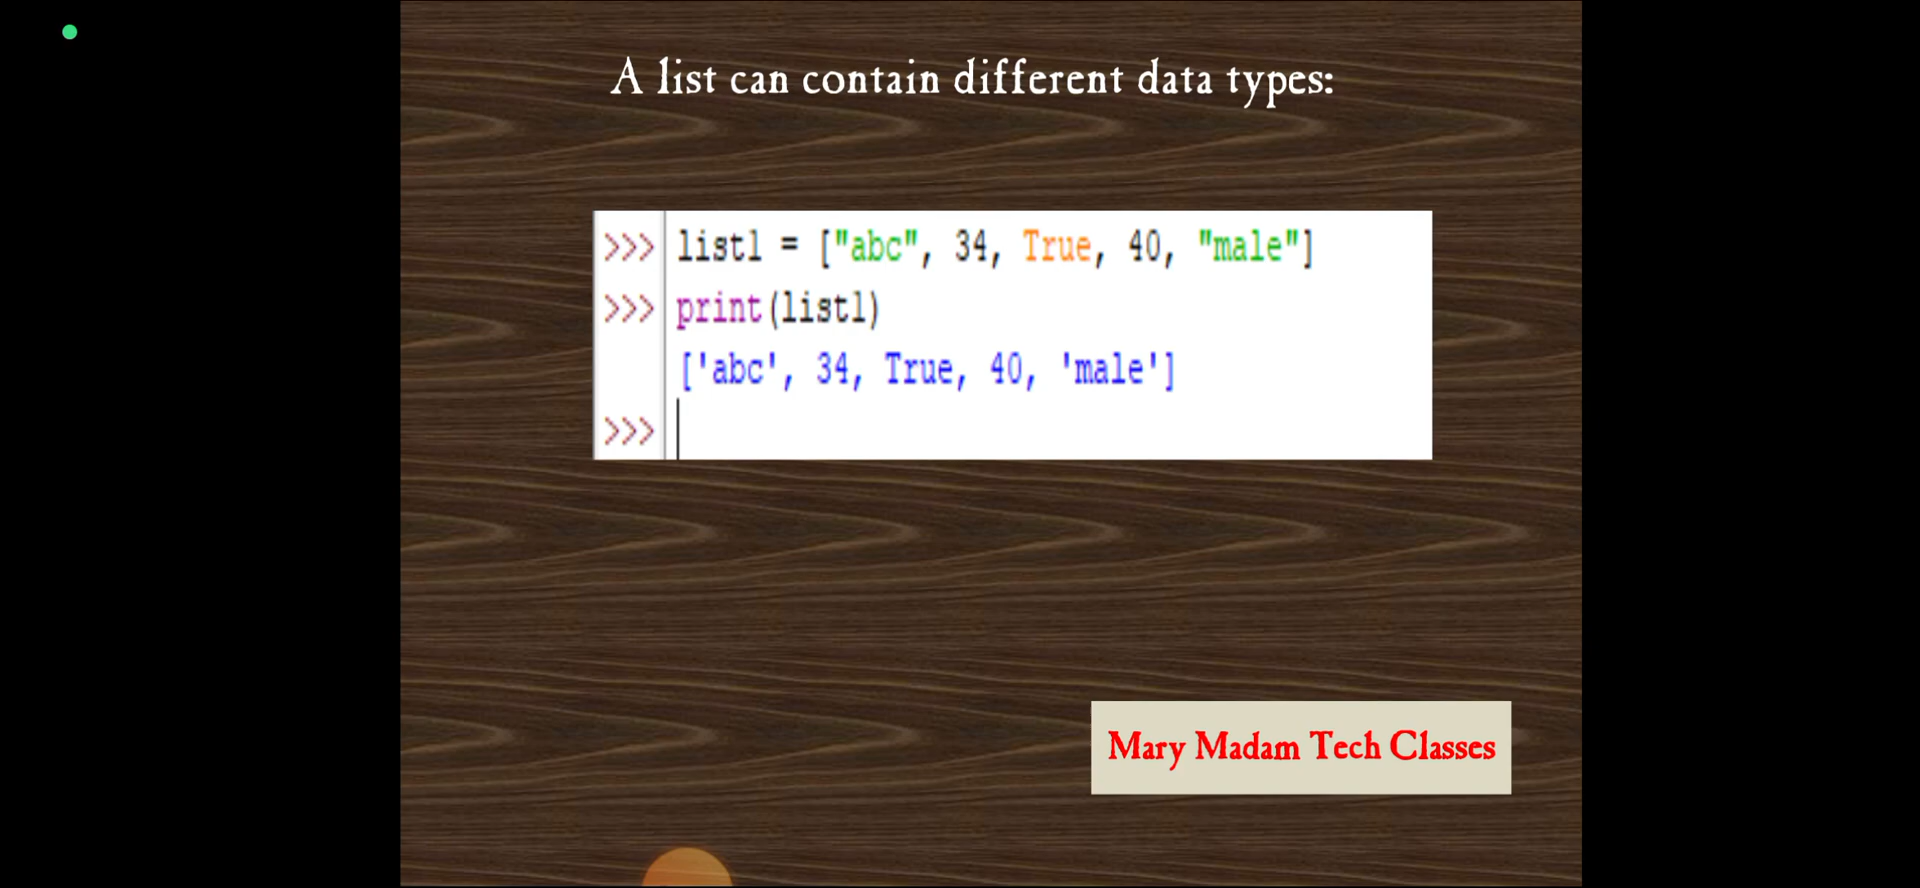 A list can contain different data types:
>>> list1 = ["abc", 34, True, 40, "male"]
>>> print(list1)
['abc', 34, True, 40, 'male']
>>>
Mary Madam Tech Classes